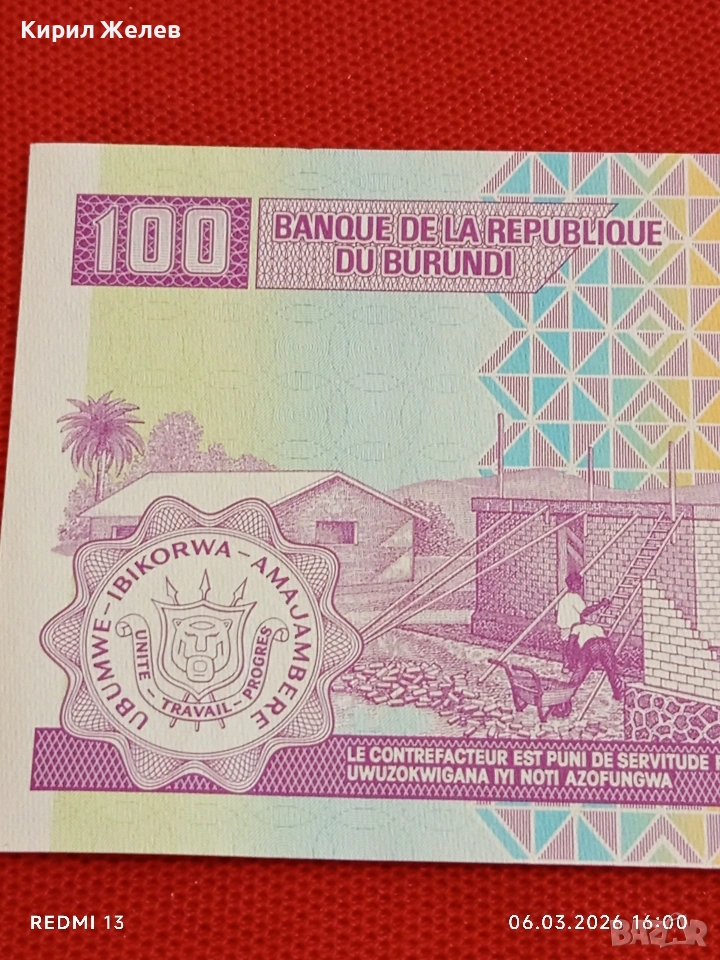 Кирил Желев
100
BANQUE DE LA REPUBLIQUE
DU BURUNDI
UBUMWE - IBIKORWA - AMAJAMBERE
UNITE - TRAVAIL - PROGRES
LE CONTREFACTEUR EST PUNI DE SERVITUDE P
UWUZOKWIGANA IYI NOTI AZOFUNGWA
REDMI 13
06.03.2026 16:00
BAZAR